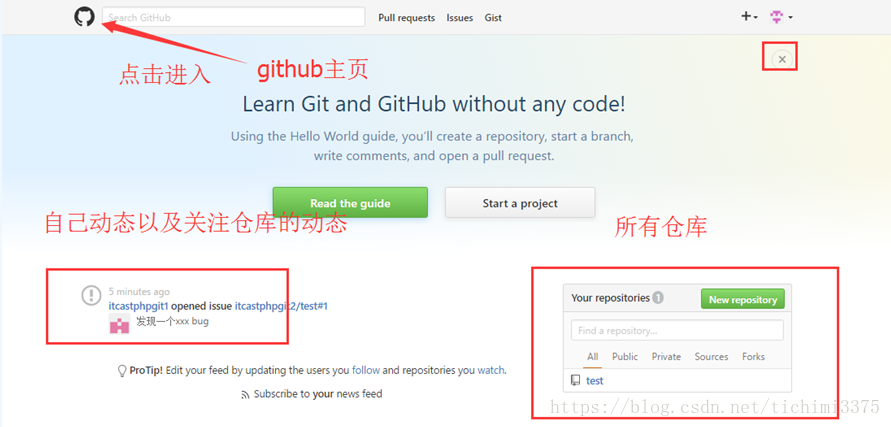 Search GitHub
Pull requests
Issues
Gist
点击进入
github主页
Learn Git and GitHub without any code!
Using the Hello World guide, you'll create a repository, start a branch,
write comments, and open a pull request.
Read the guide
Start a project
自己动态以及关注仓库的动态
所有仓库
5 minutes ago
itcastphpgit1 opened issue itcastphpgit2/test#1
发现一个xxx bug
ProTip! Edit your feed by updating the users you follow and repositories you watch.
Subscribe to your news feed
Your repositories 1
New repository
Find a repository...
All
Public
Private
Sources
Forks
test
https://blog.csdn.net/tichimi3375